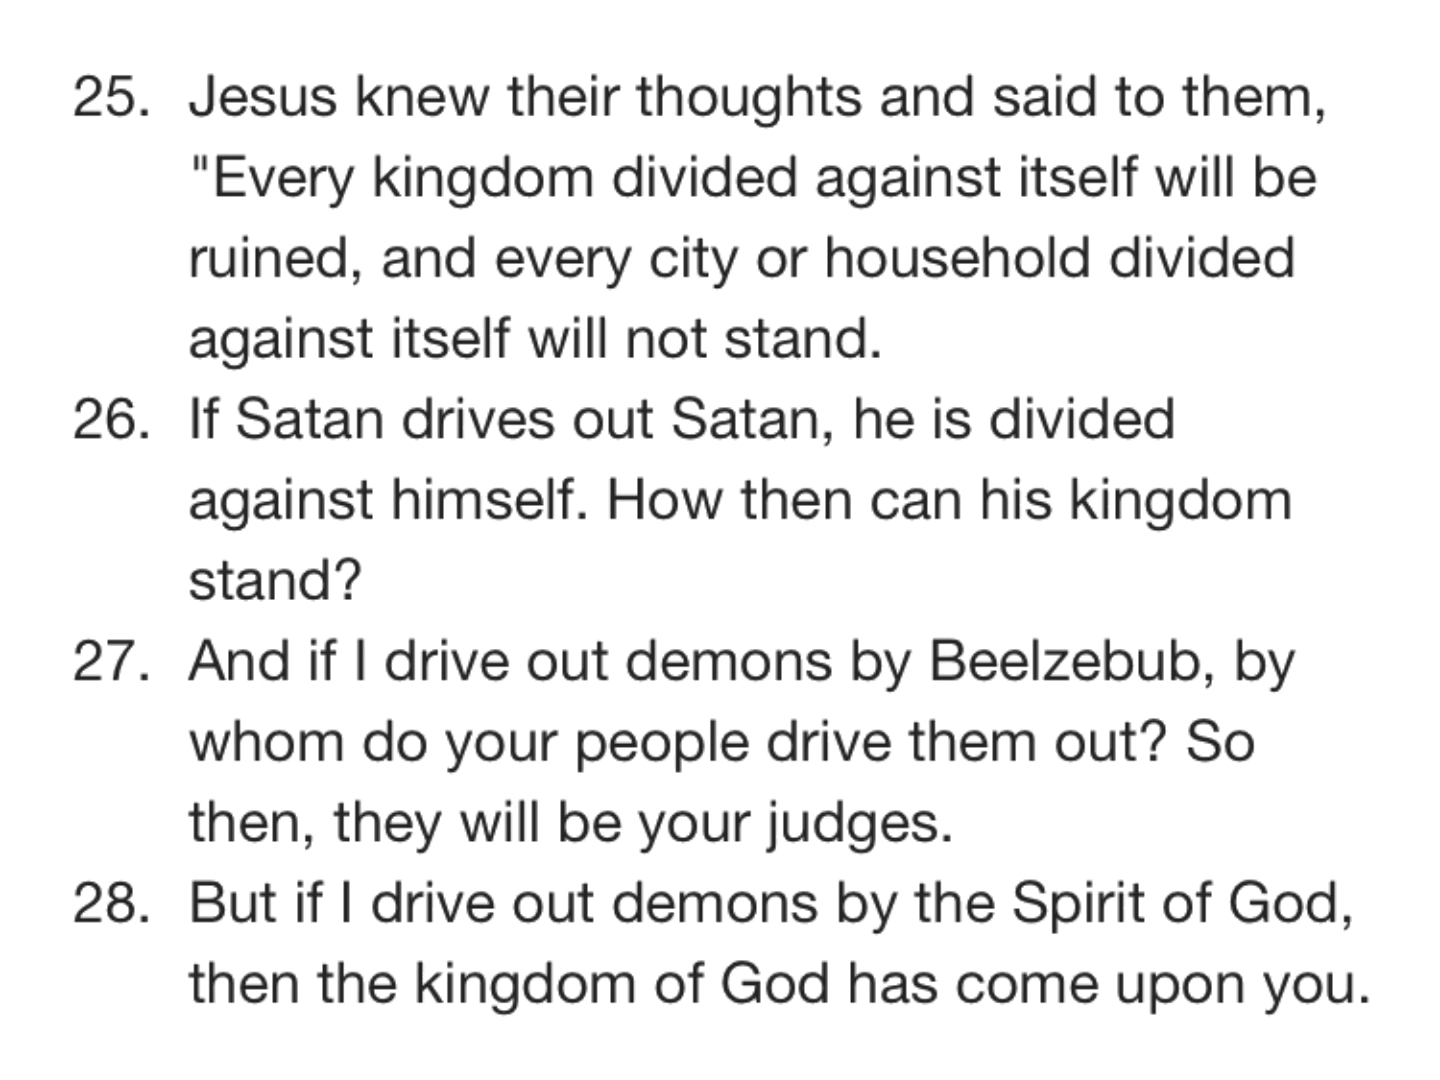 25. Jesus knew their thoughts and said to them,
"Every kingdom divided against itself will be
ruined, and every city or household divided
against itself will not stand.
26. If Satan drives out Satan, he is divided
against himself. How then can his kingdom
stand?
27. And if I drive out demons by Beelzebub, by
whom do your people drive them out? So
then, they will be your judges.
28. But if I drive out demons by the Spirit of God,
then the kingdom of God has come upon you.